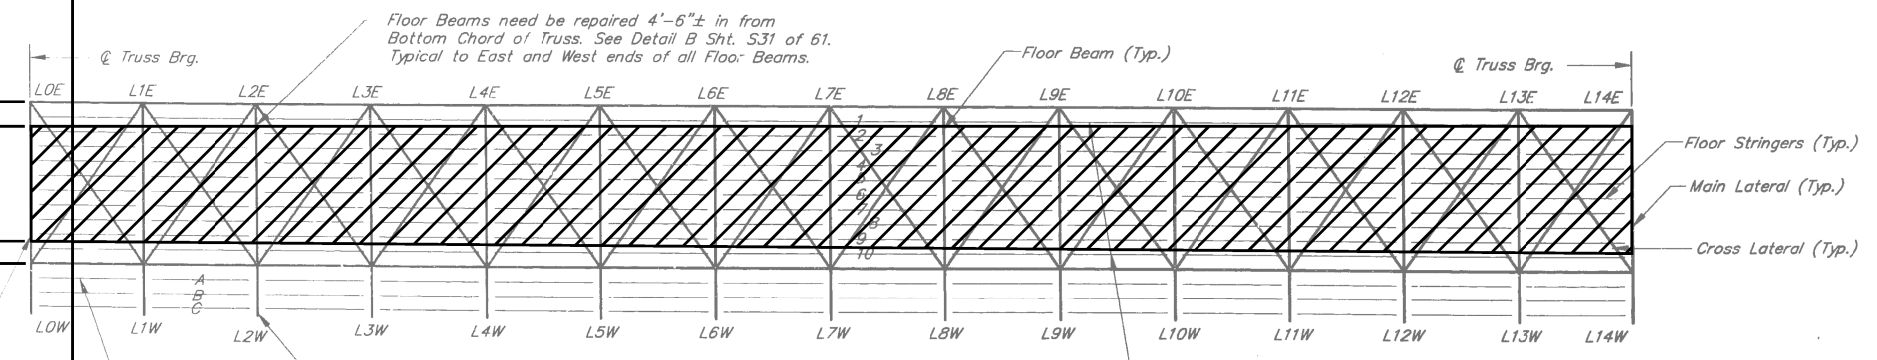 Floor Beams need be repaired 4'-6"± in from
Bottom Chord of Truss. See Detail B Sht. S31 of 61.
Typical to East and West ends of all Floor Beams.
℄ Truss Brg.
Floor Beam (Typ.)
℄ Truss Brg.
L0E L1E L2E L3E L4E L5E L6E L7E L8E L9E L10E L11E L12E L13E L14E
1
2
3
4
5
6
7
8
9
10
Floor Stringers (Typ.)
Main Lateral (Typ.)
Cross Lateral (Typ.)
A
B
C
L0W L1W L2W L3W L4W L5W L6W L7W L8W L9W L10W L11W L12W L13W L14W